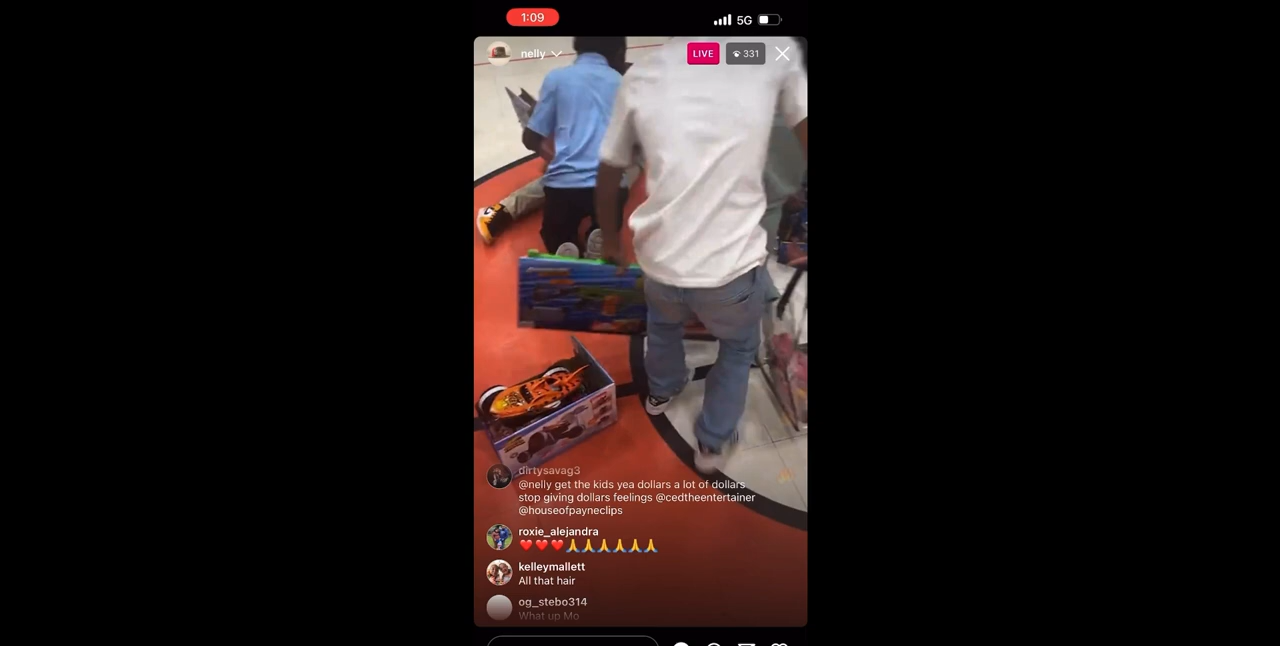 1:09
5G
nelly
LIVE
331
dirtysavag3
@nelly get the kids yea dollars a lot of dollars
stop giving dollars feelings @cedtheentertainer
@houseofpayneclips
roxie_alejandra
❤️❤️❤️🙏🙏🙏🙏🙏🙏
kelleymallett
All that hair
og_stebo314
What up Mo